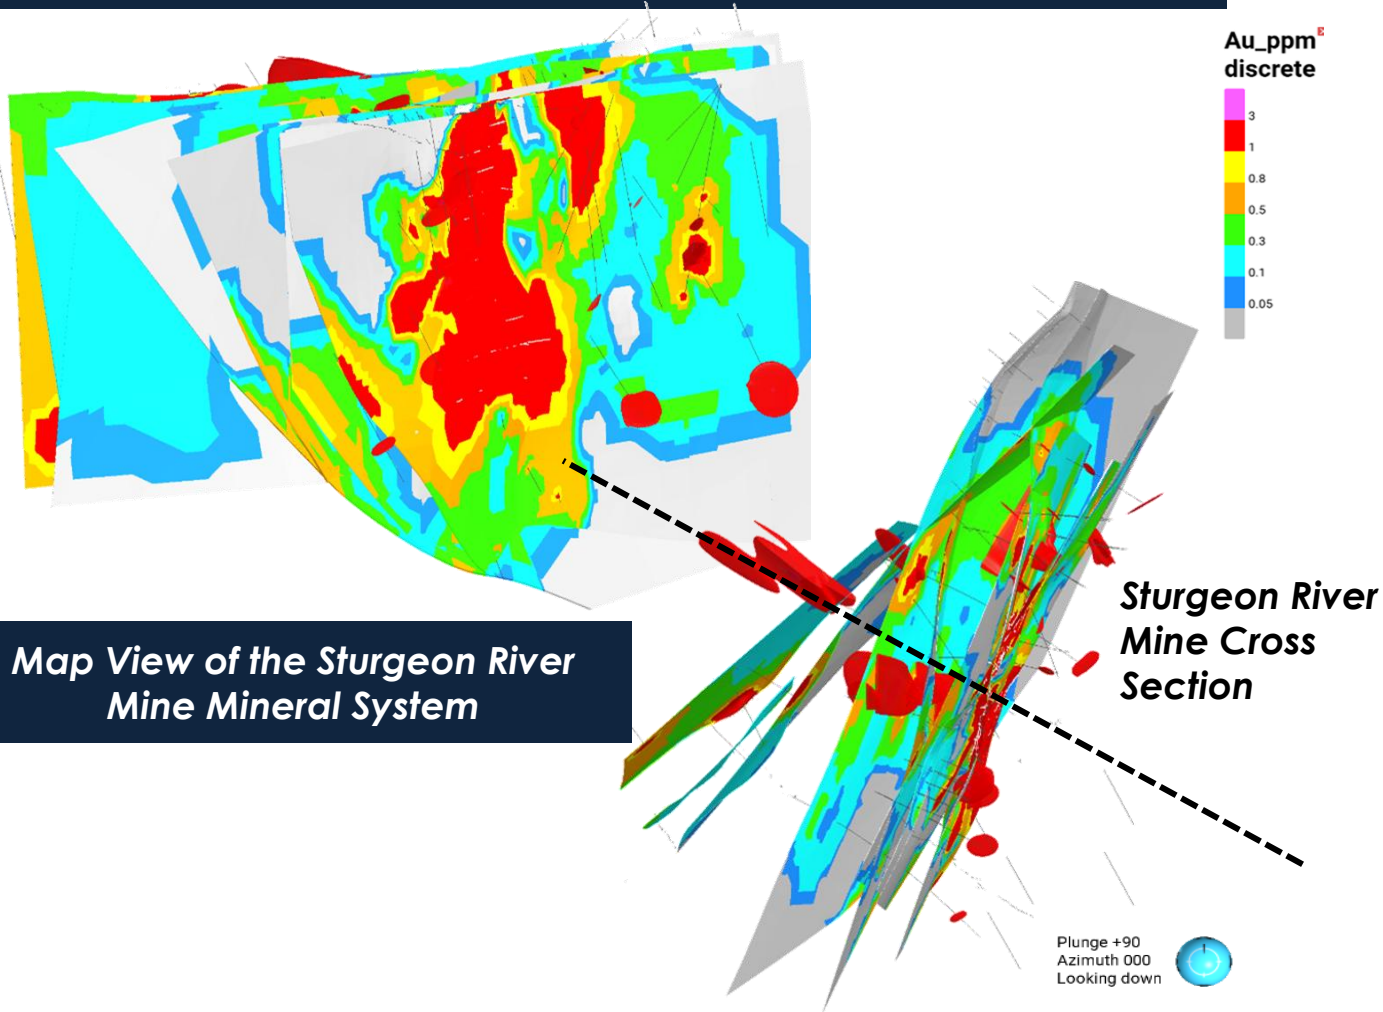 Au_ppm
discrete
3
1
0.8
0.5
0.3
0.1
0.05
Sturgeon River
Mine Cross
Section
Map View of the Sturgeon River
Mine Mineral System
Plunge +90
Azimuth 000
Looking down